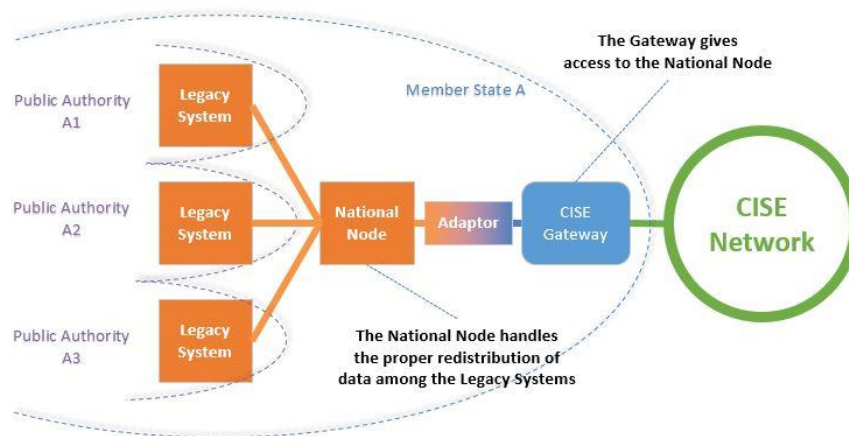 The Gateway gives
access to the National Node
Member State A
Public Authority
A1
Legacy
System
Public Authority
A2
Legacy
System
National
Node
Adaptor
CISE
Gateway
CISE
Network
Public Authority
A3
Legacy
System
The National Node handles
the proper redistribution of
data among the Legacy Systems